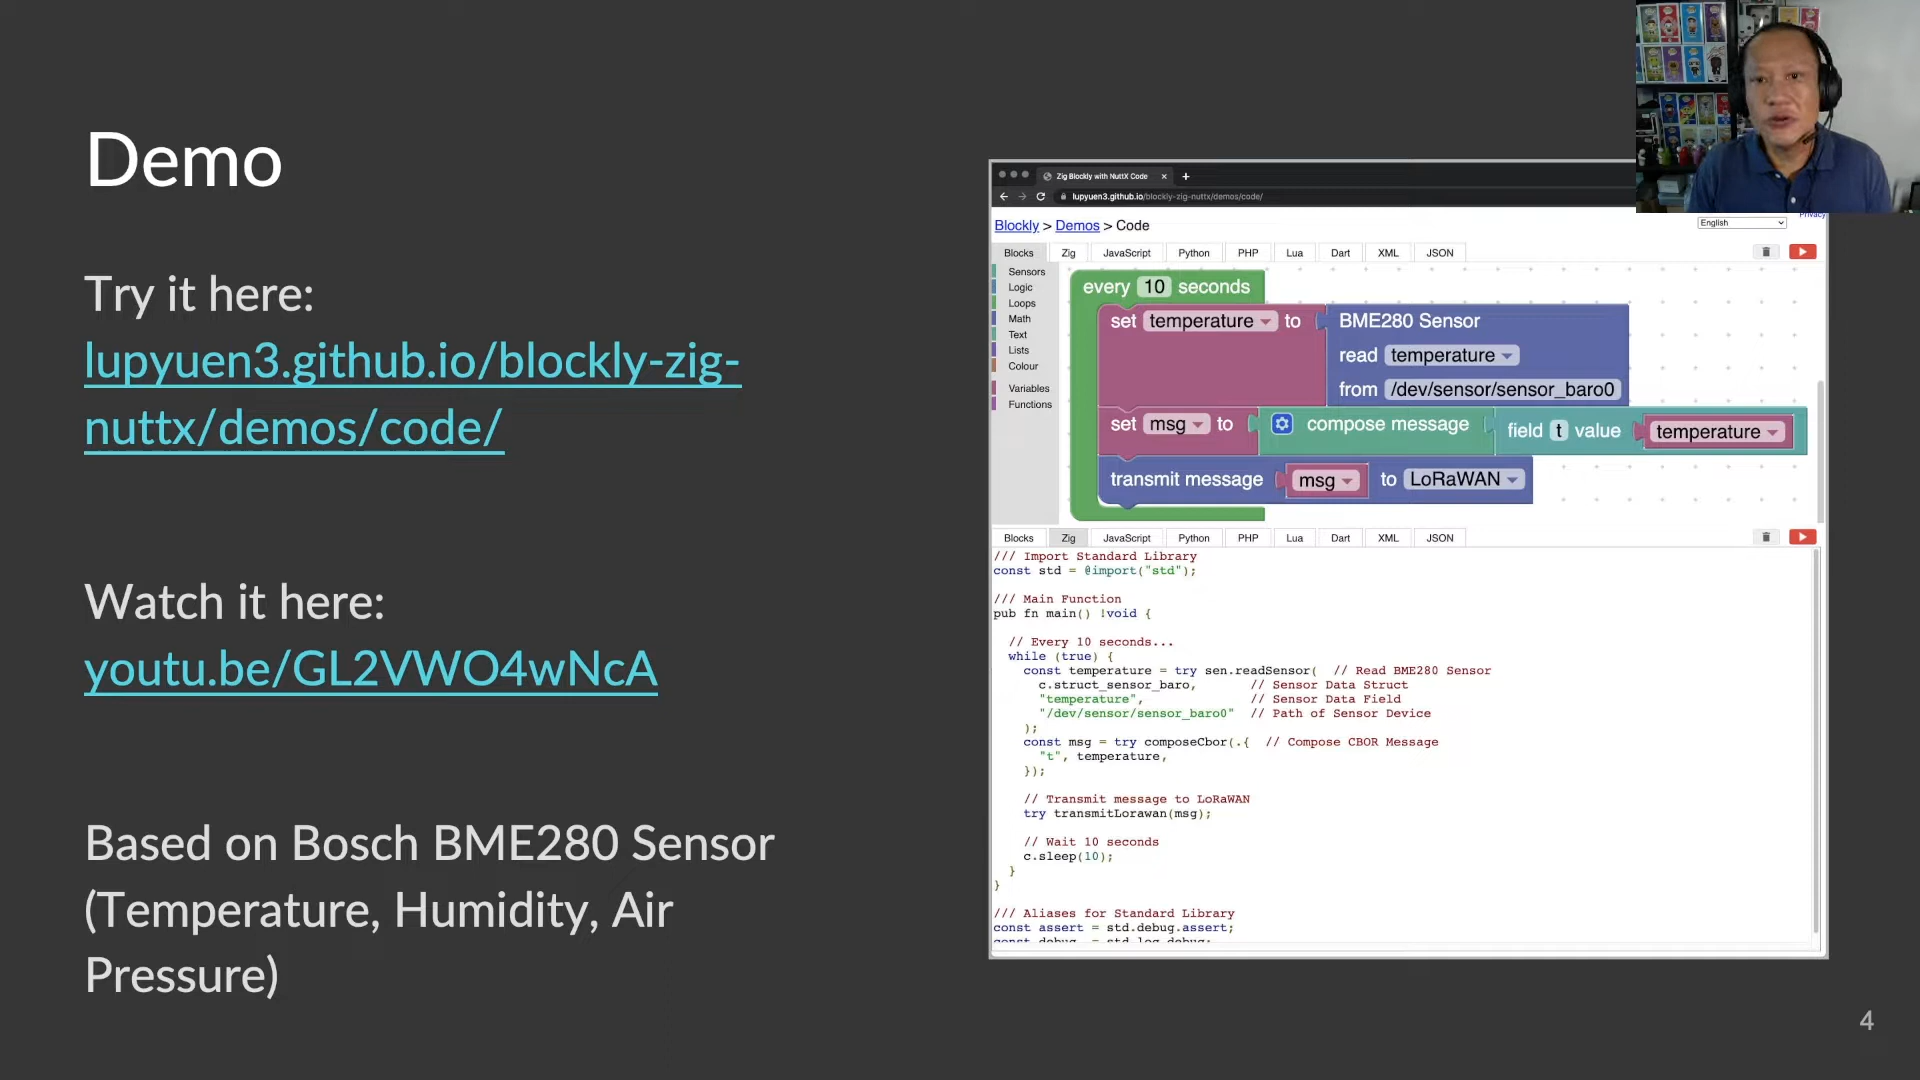 Demo
Try it here:
lupyuen3.github.io/blockly-zig-
nuttx/demos/code/
Watch it here:
youtu.be/GL2VWO4wNcA
Based on Bosch BME280 Sensor
(Temperature, Humidity, Air
Pressure)
Zig Blockly with NuttX Code
lupyuen3.github.io/blockly-zig-nuttx/demos/code/
Privacy
Blockly > Demos > Code
English
Blocks Zig JavaScript Python PHP Lua Dart XML JSON
Sensors
Logic
Loops
Math
Text
Lists
Colour
Variables
Functions
every 10 seconds
set temperature to BME280 Sensor
read temperature
from /dev/sensor/sensor_baro0
set msg to compose message field t value temperature
transmit message msg to LoRaWAN
Blocks Zig JavaScript Python PHP Lua Dart XML JSON
/// Import Standard Library
const std = @import("std");
/// Main Function
pub fn main() !void {
// Every 10 seconds...
while (true) {
const temperature = try sen.readSensor( // Read BME280 Sensor
c.struct_sensor_baro, // Sensor Data Struct
"temperature", // Sensor Data Field
"/dev/sensor/sensor_baro0" // Path of Sensor Device
);
const msg = try composeCbor(.{ // Compose CBOR Message
"t", temperature,
});
// Transmit message to LoRaWAN
try transmitLorawan(msg);
// Wait 10 seconds
c.sleep(10);
}
}
/// Aliases for Standard Library
const assert = std.debug.assert;
const debug = std.log.debug;
4